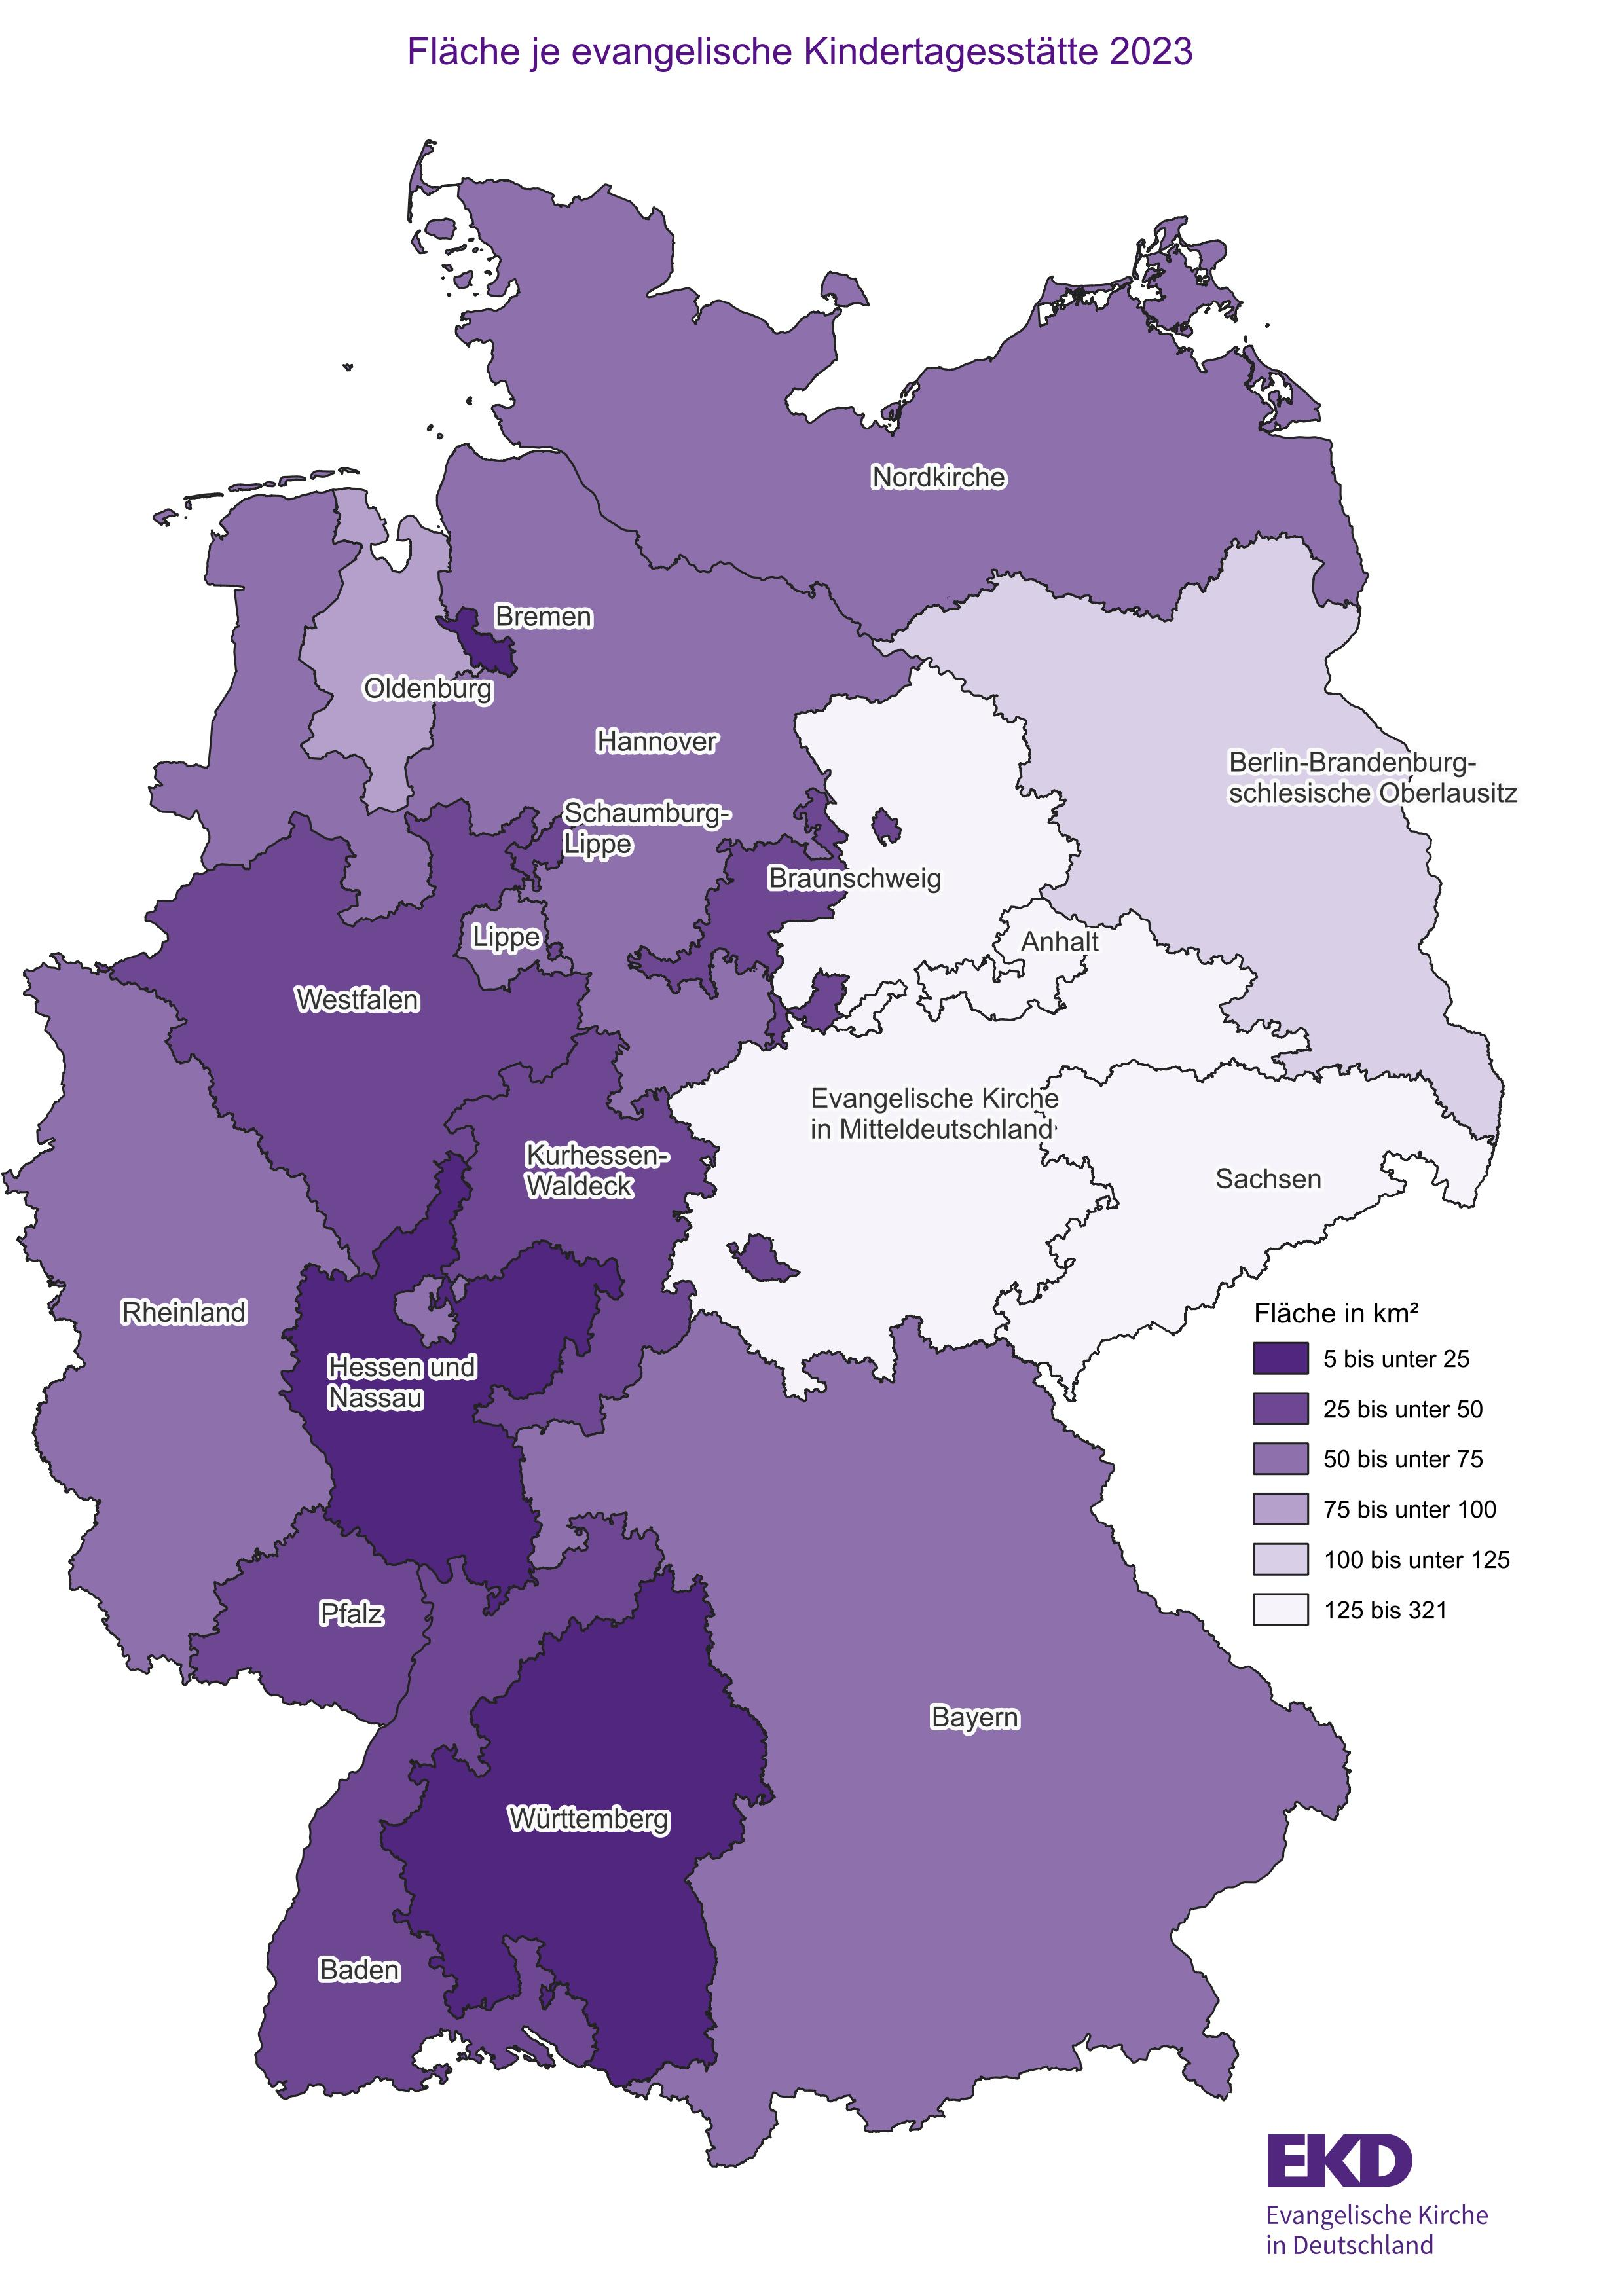 Fläche je evangelische Kindertagesstätte 2023
Nordkirche
Bremen
Oldenburg
Hannover
Berlin-Brandenburg-
schlesische Oberlausitz
Schaumburg-
Lippe
Braunschweig
Lippe
Anhalt
Westfalen
Evangelische Kirche
in Mitteldeutschland
Kurhessen-
Waldeck
Sachsen
Rheinland
Hessen und
Nassau
Fläche in km²
5 bis unter 25
25 bis unter 50
50 bis unter 75
75 bis unter 100
100 bis unter 125
125 bis 321
Pfalz
Bayern
Württemberg
Baden
EKD
Evangelische Kirche
in Deutschland